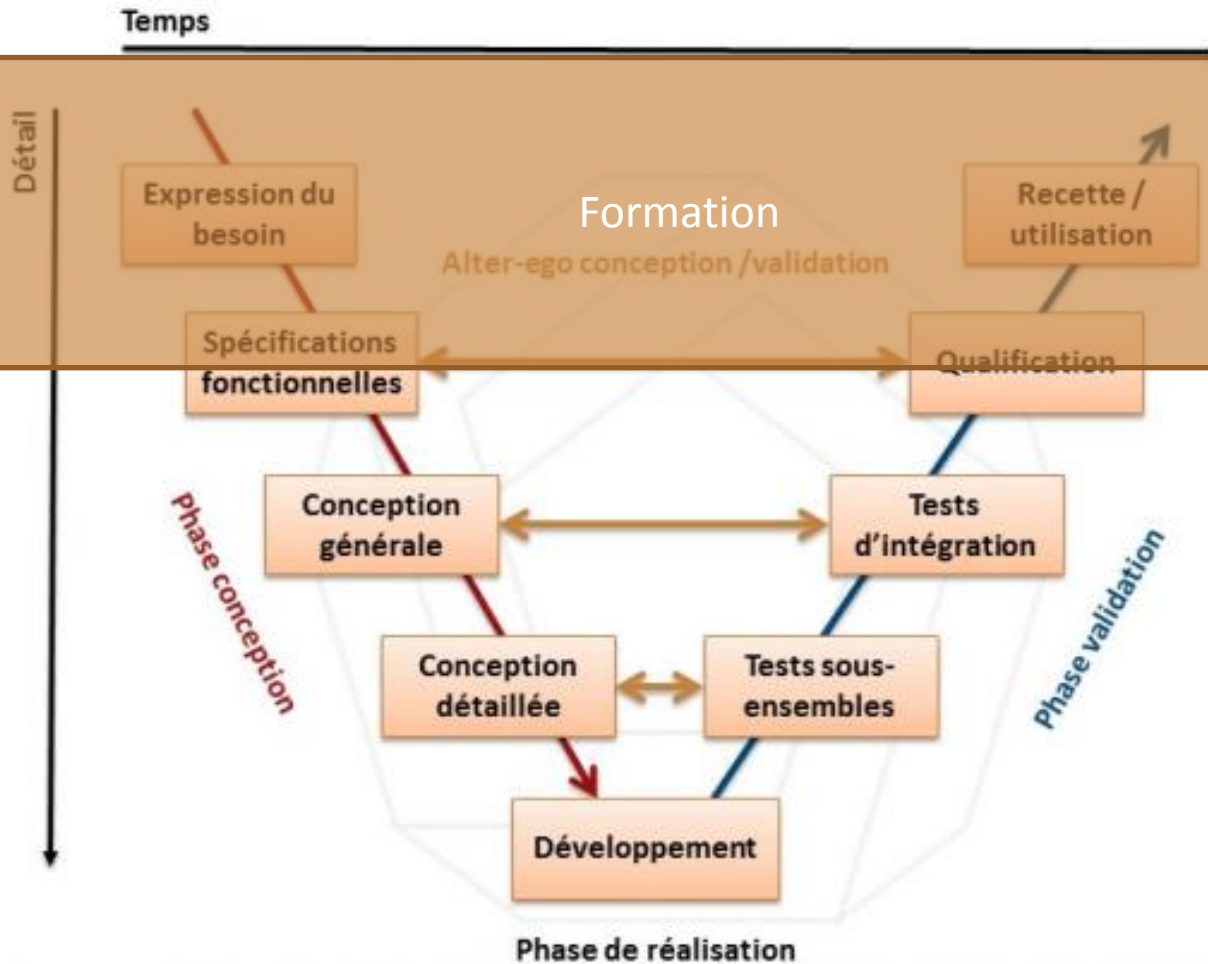 Temps
Détail
Expression du
besoin
Formation
Recette /
utilisation
Alter-ego conception /validation
Spécifications
fonctionnelles
Qualification
Conception
générale
Tests
d'intégration
Phase conception
Phase validation
Conception
détaillée
Tests sous-
ensembles
Développement
Phase de réalisation